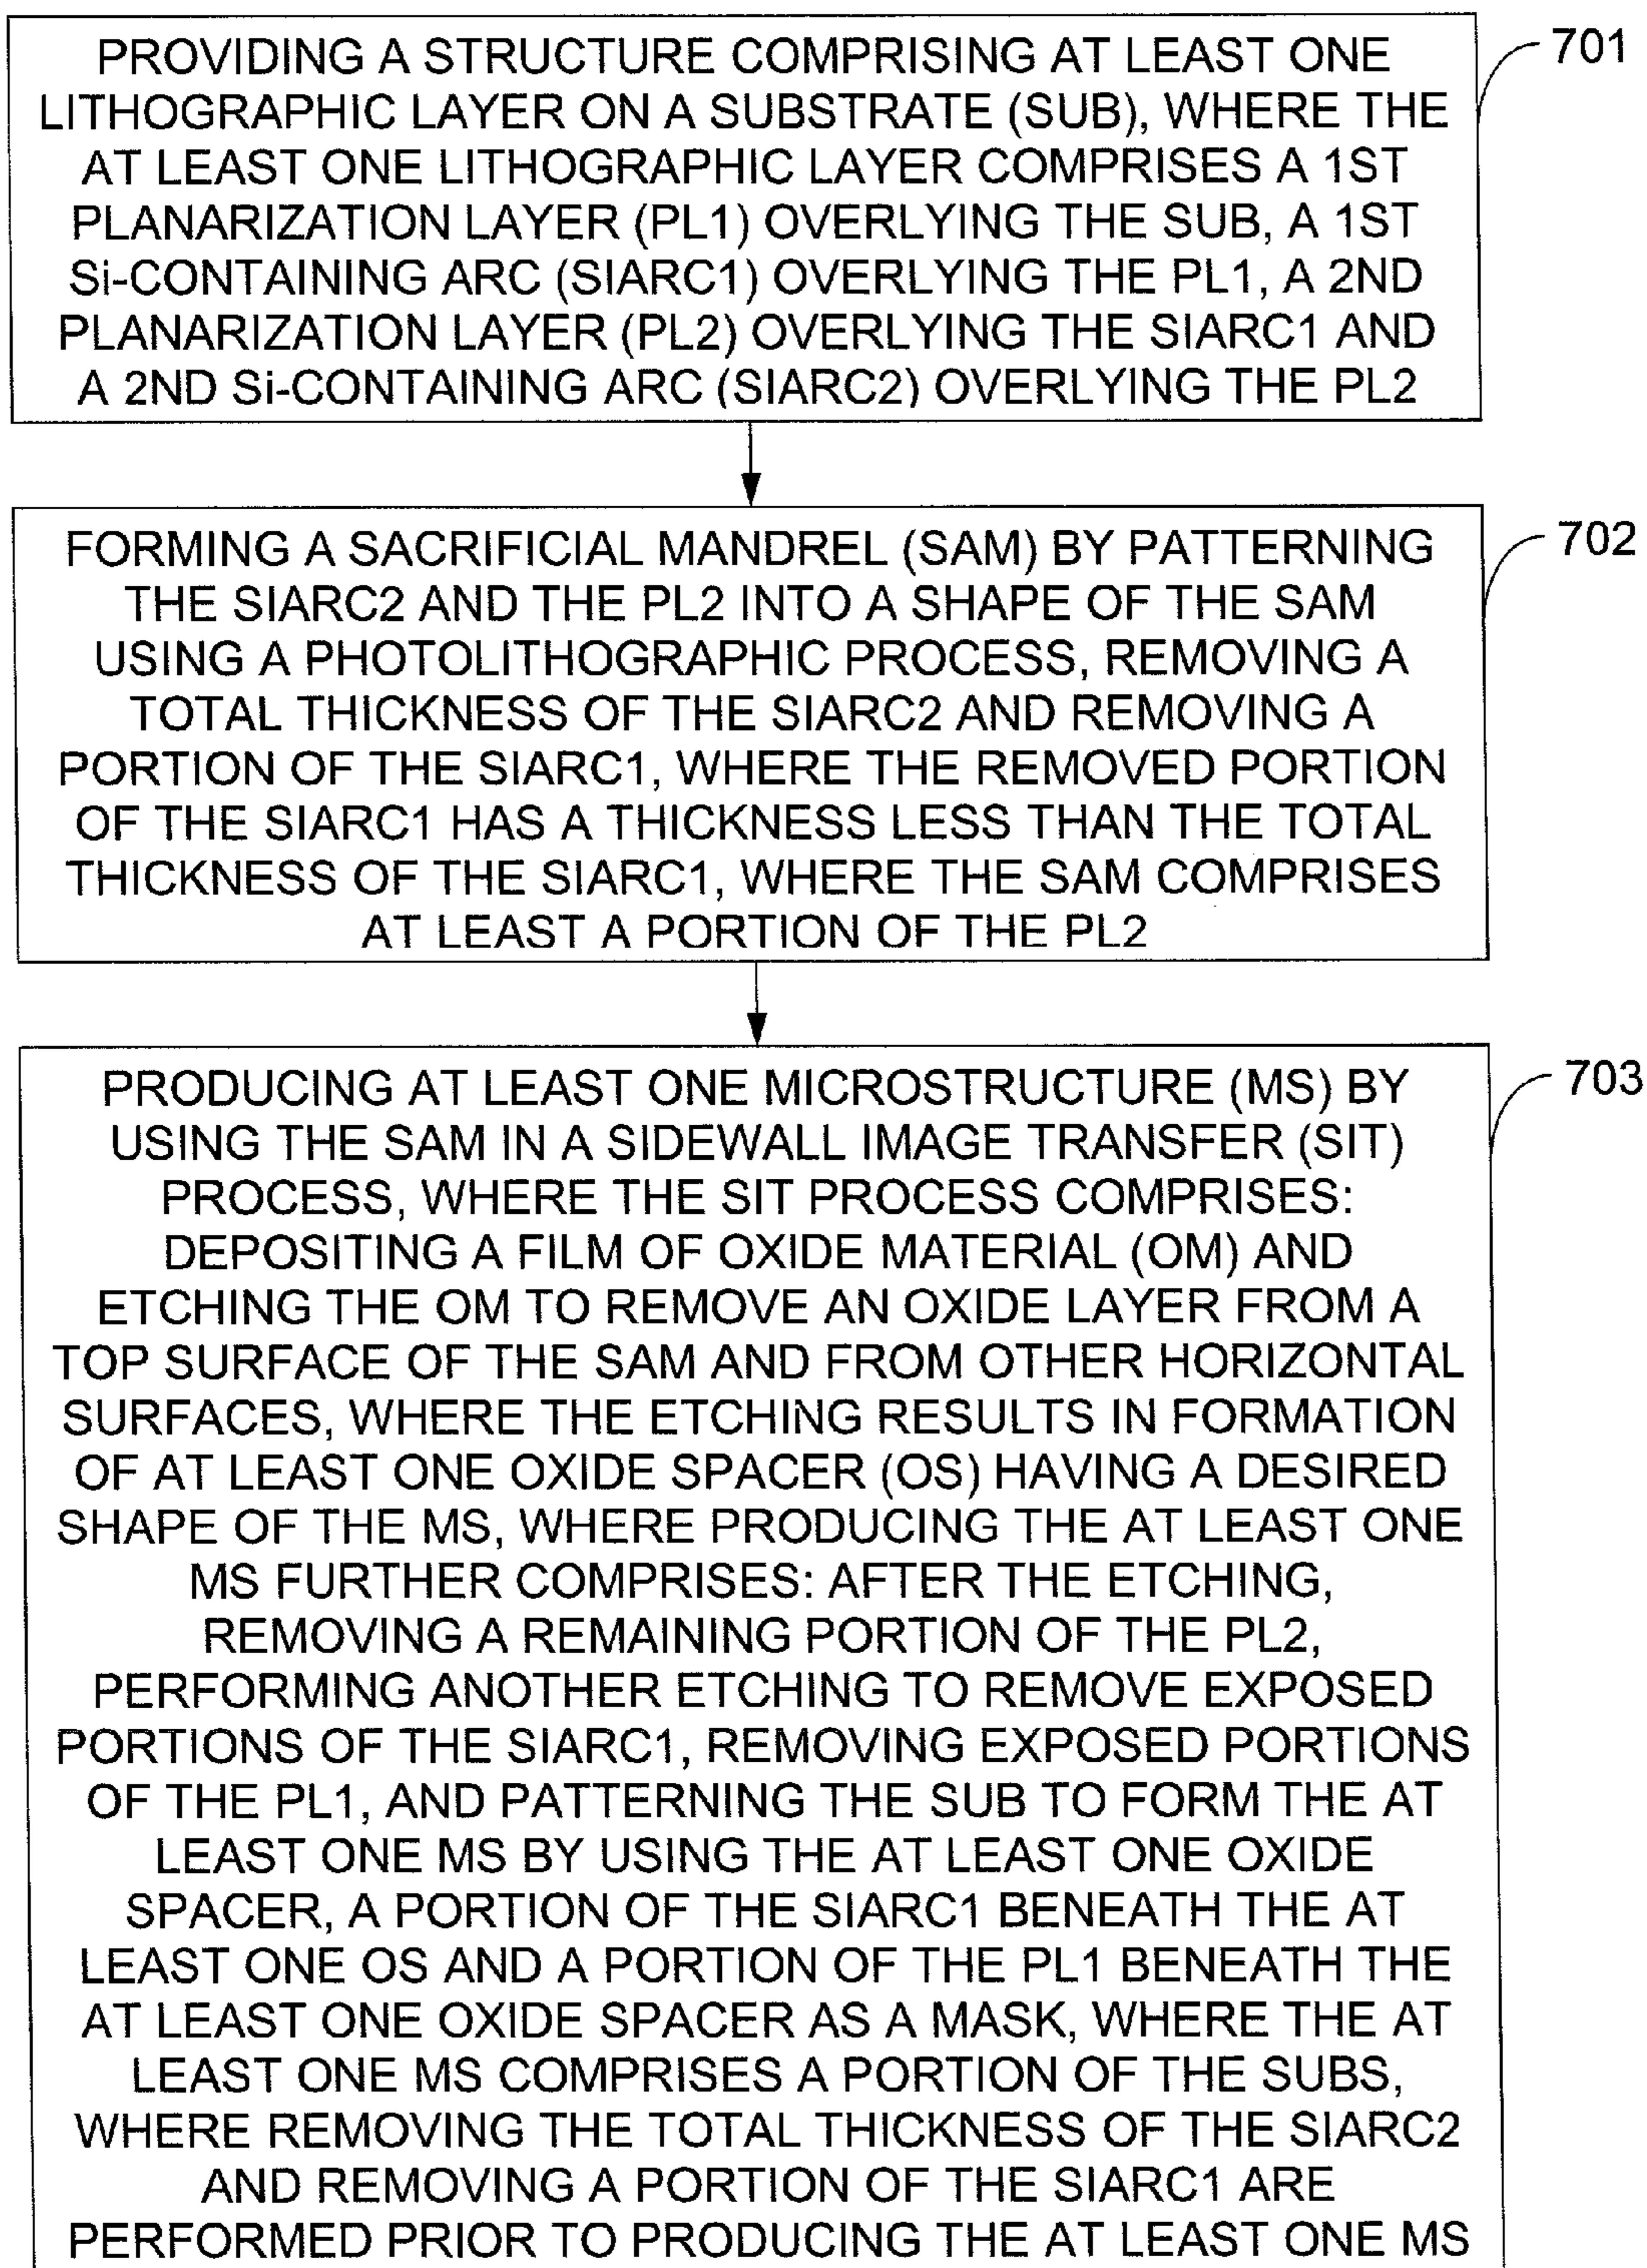 PROVIDING A STRUCTURE COMPRISING AT LEAST ONE
LITHOGRAPHIC LAYER ON A SUBSTRATE (SUB), WHERE THE
AT LEAST ONE LITHOGRAPHIC LAYER COMPRISES A 1ST
PLANARIZATION LAYER (PL1) OVERLYING THE SUB, A 1ST
Si-CONTAINING ARC (SIARC1) OVERLYING THE PL1, A 2ND
PLANARIZATION LAYER (PL2) OVERLYING THE SIARC1 AND
A 2ND Si-CONTAINING ARC (SIARC2) OVERLYING THE PL2
701
FORMING A SACRIFICIAL MANDREL (SAM) BY PATTERNING
THE SIARC2 AND THE PL2 INTO A SHAPE OF THE SAM
USING A PHOTOLITHOGRAPHIC PROCESS, REMOVING A
TOTAL THICKNESS OF THE SIARC2 AND REMOVING A
PORTION OF THE SIARC1, WHERE THE REMOVED PORTION
OF THE SIARC1 HAS A THICKNESS LESS THAN THE TOTAL
THICKNESS OF THE SIARC1, WHERE THE SAM COMPRISES
AT LEAST A PORTION OF THE PL2
702
PRODUCING AT LEAST ONE MICROSTRUCTURE (MS) BY
USING THE SAM IN A SIDEWALL IMAGE TRANSFER (SIT)
PROCESS, WHERE THE SIT PROCESS COMPRISES:
DEPOSITING A FILM OF OXIDE MATERIAL (OM) AND
ETCHING THE OM TO REMOVE AN OXIDE LAYER FROM A
TOP SURFACE OF THE SAM AND FROM OTHER HORIZONTAL
SURFACES, WHERE THE ETCHING RESULTS IN FORMATION
OF AT LEAST ONE OXIDE SPACER (OS) HAVING A DESIRED
SHAPE OF THE MS, WHERE PRODUCING THE AT LEAST ONE
MS FURTHER COMPRISES: AFTER THE ETCHING,
REMOVING A REMAINING PORTION OF THE PL2,
PERFORMING ANOTHER ETCHING TO REMOVE EXPOSED
PORTIONS OF THE SIARC1, REMOVING EXPOSED PORTIONS
OF THE PL1, AND PATTERNING THE SUB TO FORM THE AT
LEAST ONE MS BY USING THE AT LEAST ONE OXIDE
SPACER, A PORTION OF THE SIARC1 BENEATH THE AT
LEAST ONE OS AND A PORTION OF THE PL1 BENEATH THE
AT LEAST ONE OXIDE SPACER AS A MASK, WHERE THE AT
LEAST ONE MS COMPRISES A PORTION OF THE SUBS,
WHERE REMOVING THE TOTAL THICKNESS OF THE SIARC2
AND REMOVING A PORTION OF THE SIARC1 ARE
PERFORMED PRIOR TO PRODUCING THE AT LEAST ONE MS
703